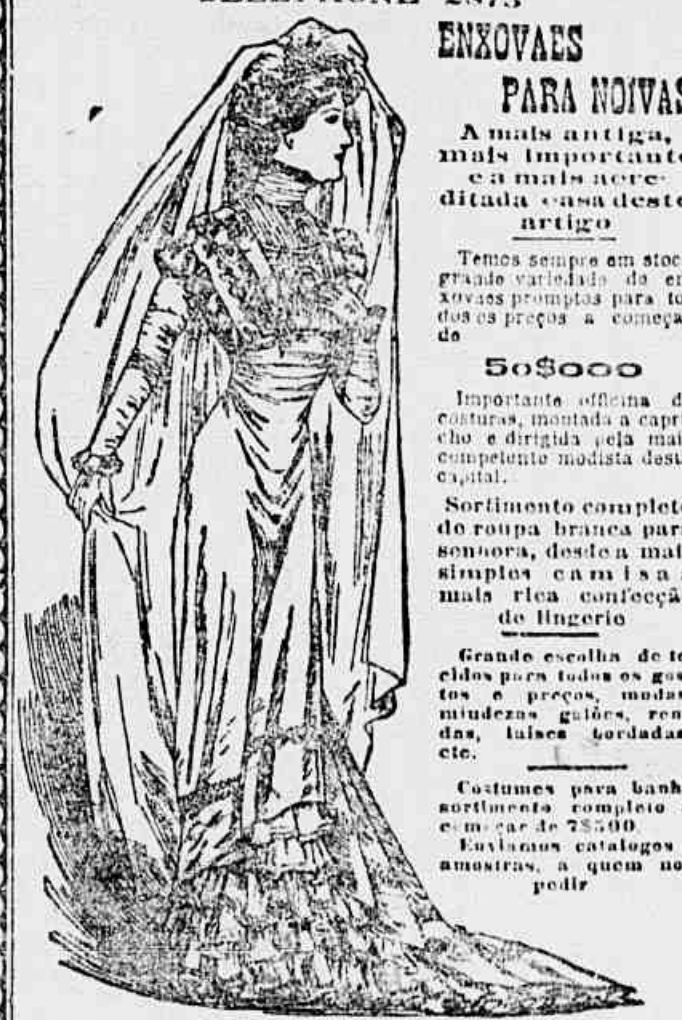 TELEPHONE 2873
ENXOVAES
PARA NOIVAS
A mais antiga,
mais importante
e a mais acre-
ditada casa deste
artigo
Temos sempre em stoc
grande variedade de en
xovaes promptos para to
dos os preços a começa
de
50$000
Importante officina d
costuras, montada a capri
cho e dirigida pela mai
competente modista dest
capital.
Sortimento completo
de roupa branca par
senhora, desde a mai
simples camisa
mais rica confecçã
de lingerie
Grande escolha de te
cidos para todos os gos
tos e preços, modas
miudezas galões, ren
das, laises bordadas
etc.
Costumes para banh
sortimento completo
começar de 7$500.
Enviamos catalogos
amostras, a quem no
pedir